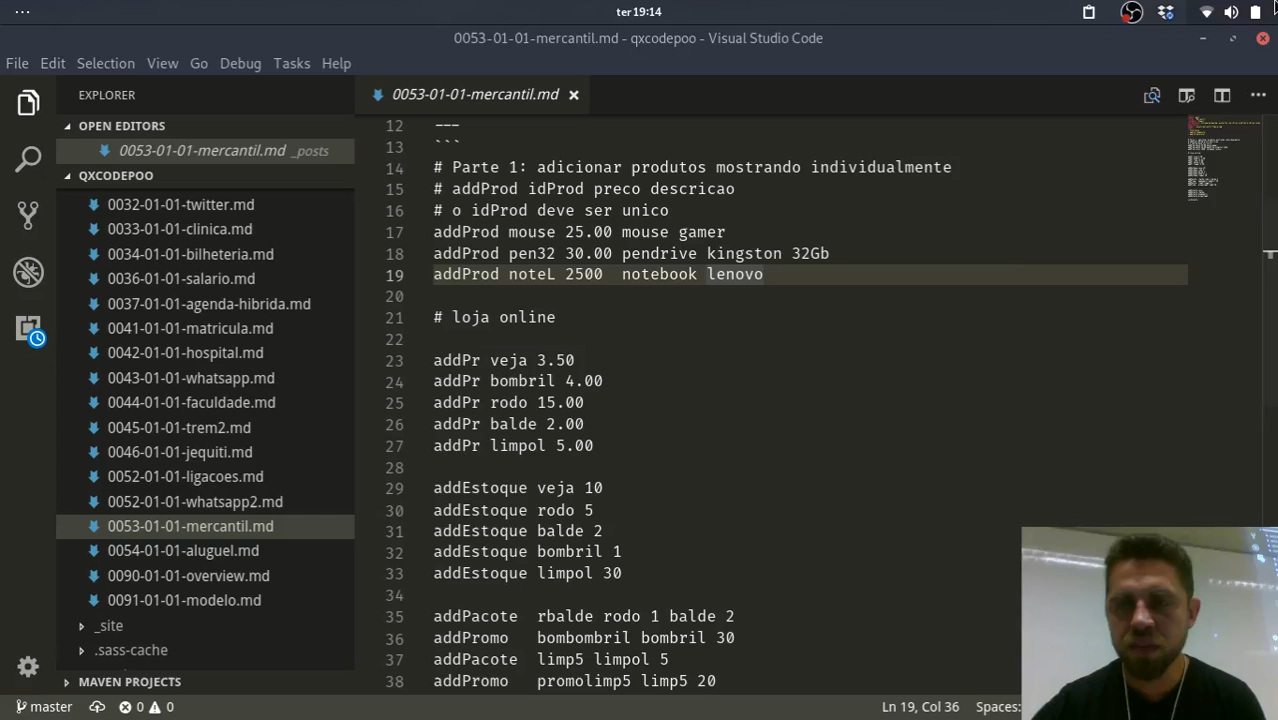 ter 19:14
0053-01-01-mercantil.md - qxcodepoo - Visual Studio Code
File Edit Selection View Go Debug Tasks Help
EXPLORER
0053-01-01-mercantil.md
OPEN EDITORS
0053-01-01-mercantil.md _posts
QXCODEPOO
0032-01-01-twitter.md
0033-01-01-clinica.md
0034-01-01-bilheteria.md
0036-01-01-salario.md
0037-01-01-agenda-hibrida.md
0041-01-01-matricula.md
0042-01-01-hospital.md
0043-01-01-whatsapp.md
0044-01-01-faculdade.md
0045-01-01-trem2.md
0046-01-01-jequiti.md
0052-01-01-ligacoes.md
0052-01-01-whatsapp2.md
0053-01-01-mercantil.md
0054-01-01-aluguel.md
0090-01-01-overview.md
0091-01-01-modelo.md
_site
.sass-cache
MAVEN PROJECTS
12 ---
13 ```
14 # Parte 1: adicionar produtos mostrando individualmente
15 # addProd idProd preco descricao
16 # o idProd deve ser unico
17 addProd mouse 25.00 mouse gamer
18 addProd pen32 30.00 pendrive kingston 32Gb
19 addProd noteL 2500  notebook lenovo
20
21 # loja online
22
23 addPr veja 3.50
24 addPr bombril 4.00
25 addPr rodo 15.00
26 addPr balde 2.00
27 addPr limpol 5.00
28
29 addEstoque veja 10
30 addEstoque rodo 5
31 addEstoque balde 2
32 addEstoque bombril 1
33 addEstoque limpol 30
34
35 addPacote  rbalde rodo 1 balde 2
36 addPromo   bombombril bombril 30
37 addPacote  limp5 limpol 5
38 addPromo   promolimp5 limp5 20
master 0 0 Ln 19, Col 36 Spaces: